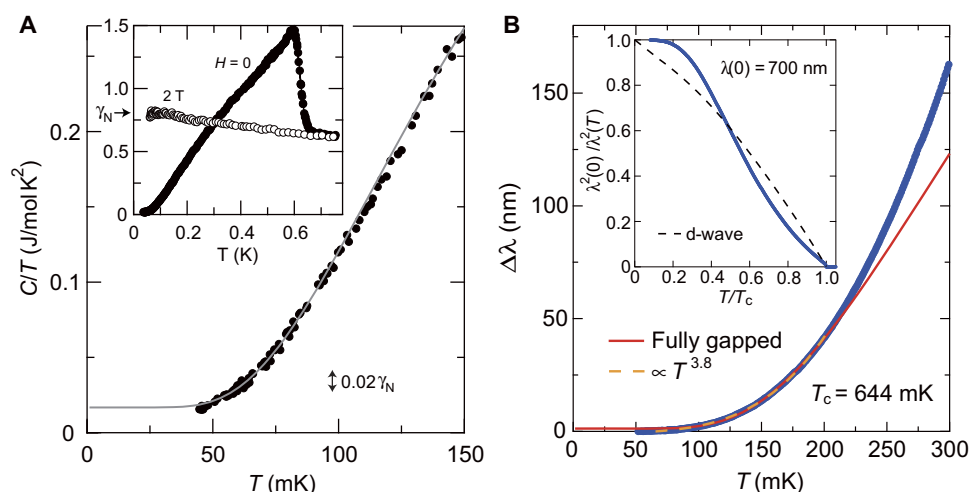 A
1.5
H = 0
1.0
2 T
γN
0.5
0
0 0.2 0.4 0.6
T (K)
0.2
0.1
0
C/T (J/molK²)
0.02 γN
0 50 100 150
T (mK)
B
1.0
λ(0) = 700 nm
0.8
0.6
0.4
0.2
0.0
λ²(0) /λ²(T)
d-wave
0.0 0.2 0.4 0.6 0.8 1.0
T/Tc
150
100
50
0
Δλ (nm)
Fully gapped
∝ T^3.8
Tc = 644 mK
0 50 100 150 200 250 300
T (mK)